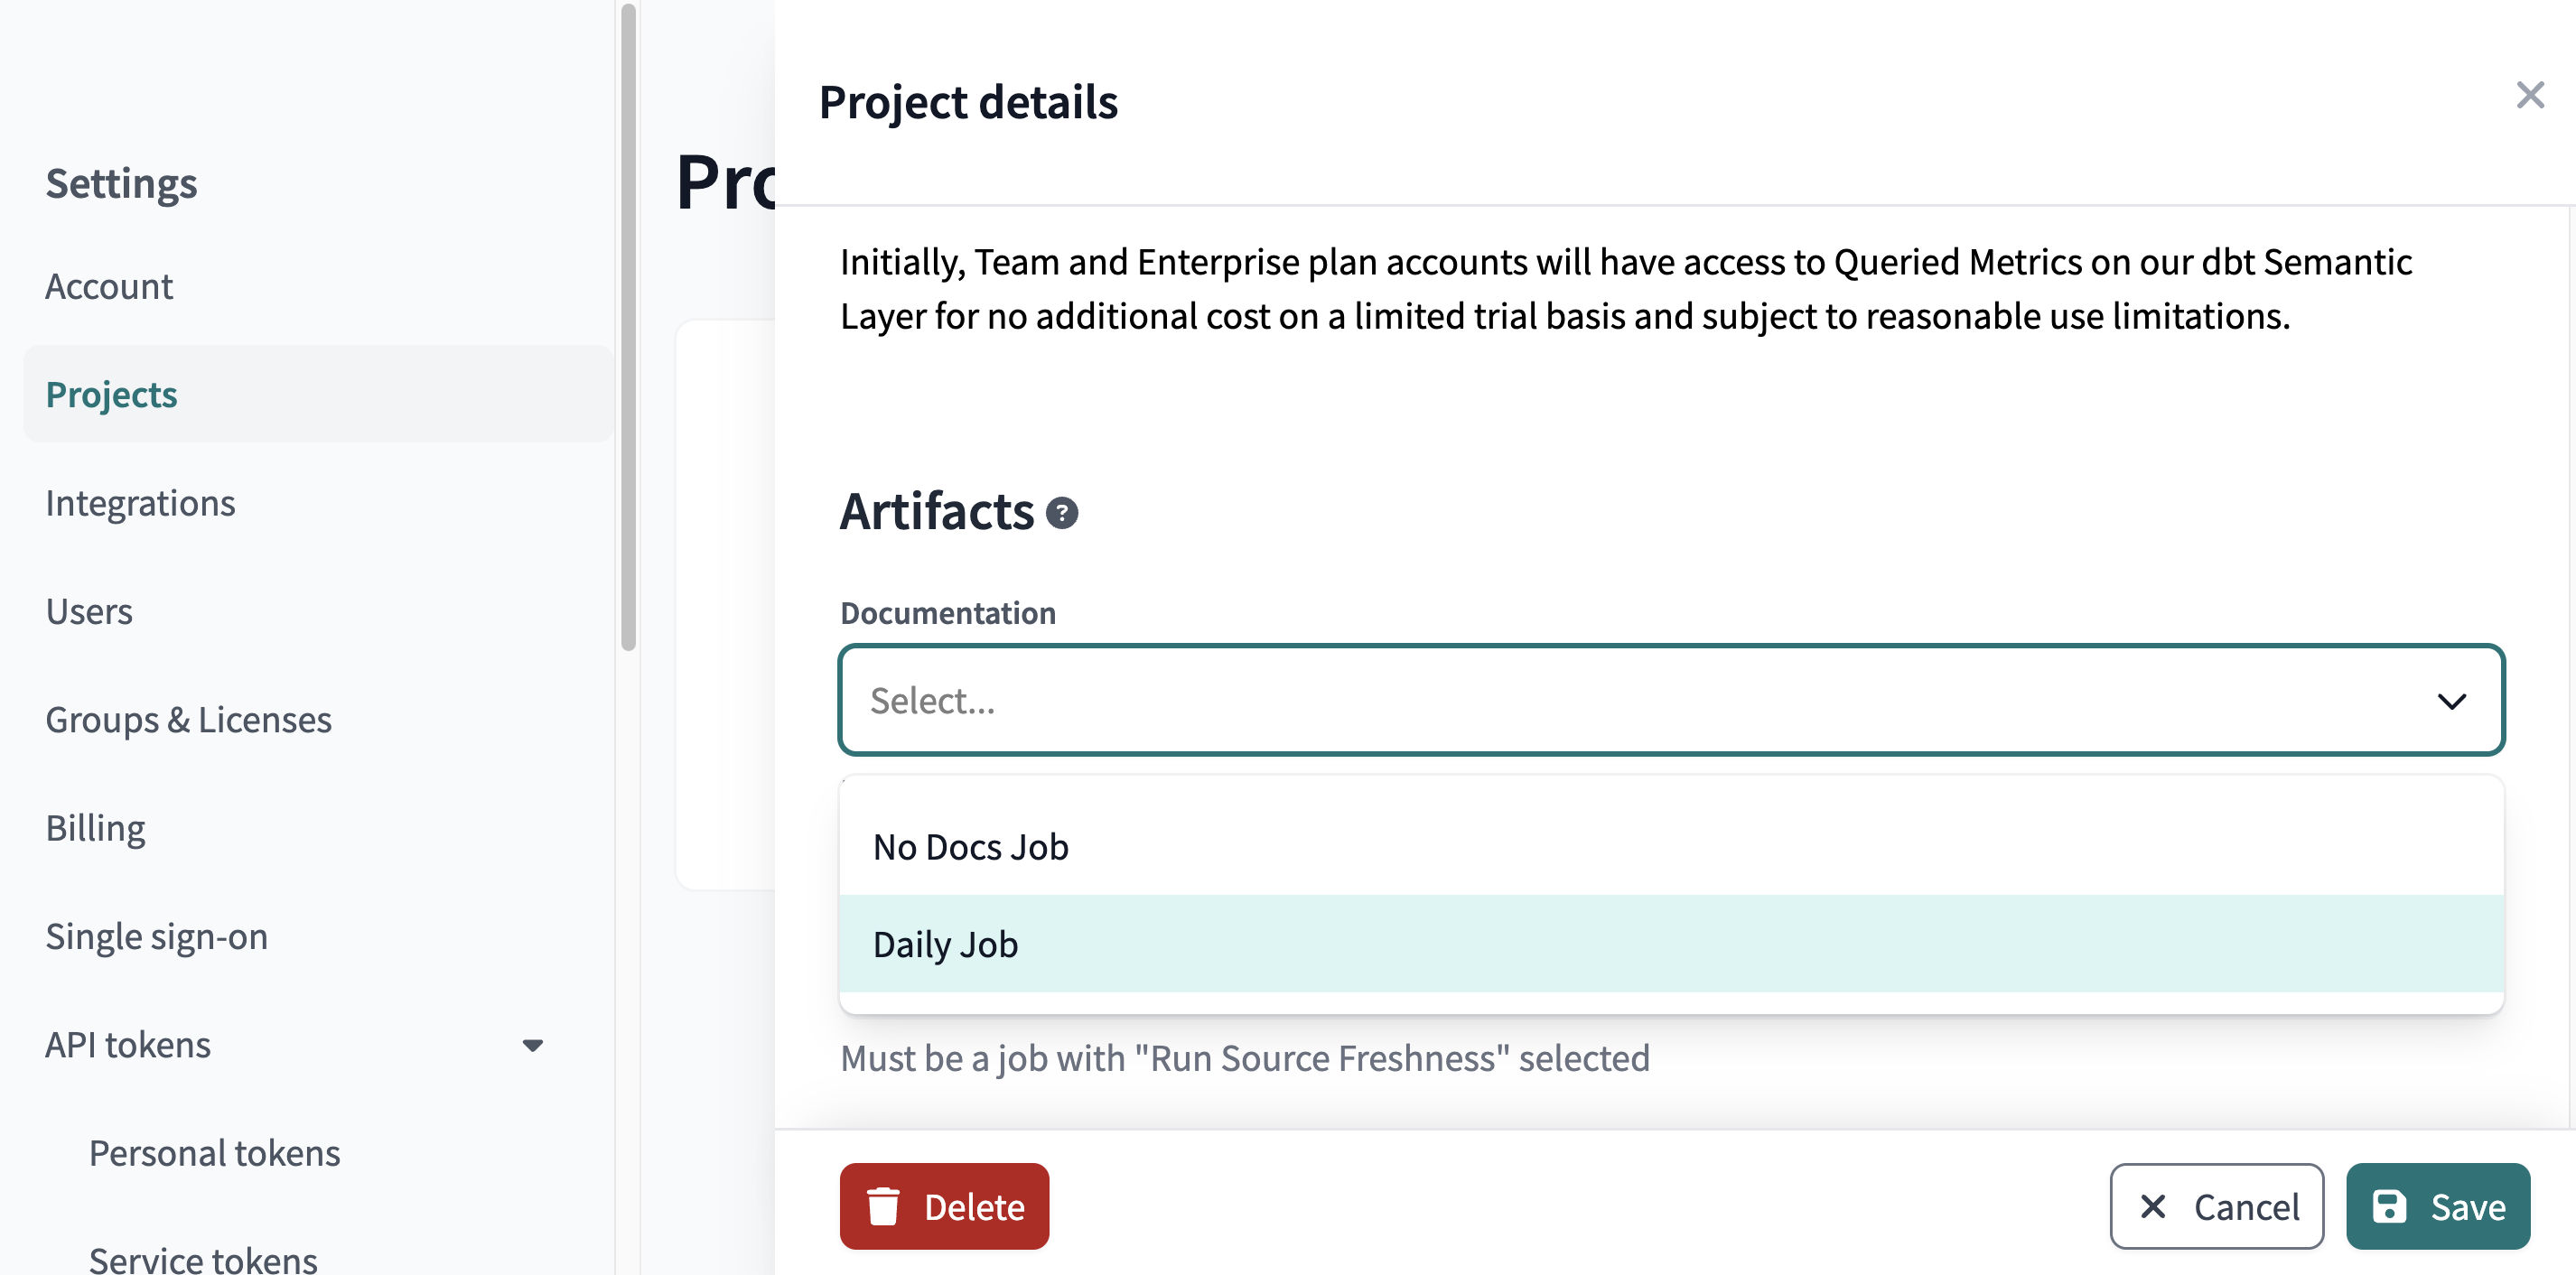 Settings
Account
Projects
Integrations
Users
Groups & Licenses
Billing
Single sign-on
API tokens
Personal tokens
Service tokens
Pro
Project details
Initially, Team and Enterprise plan accounts will have access to Queried Metrics on our dbt Semantic
Layer for no additional cost on a limited trial basis and subject to reasonable use limitations.
Artifacts ?
Documentation
Select...
No Docs Job
Daily Job
Must be a job with "Run Source Freshness" selected
Delete
Cancel
Save